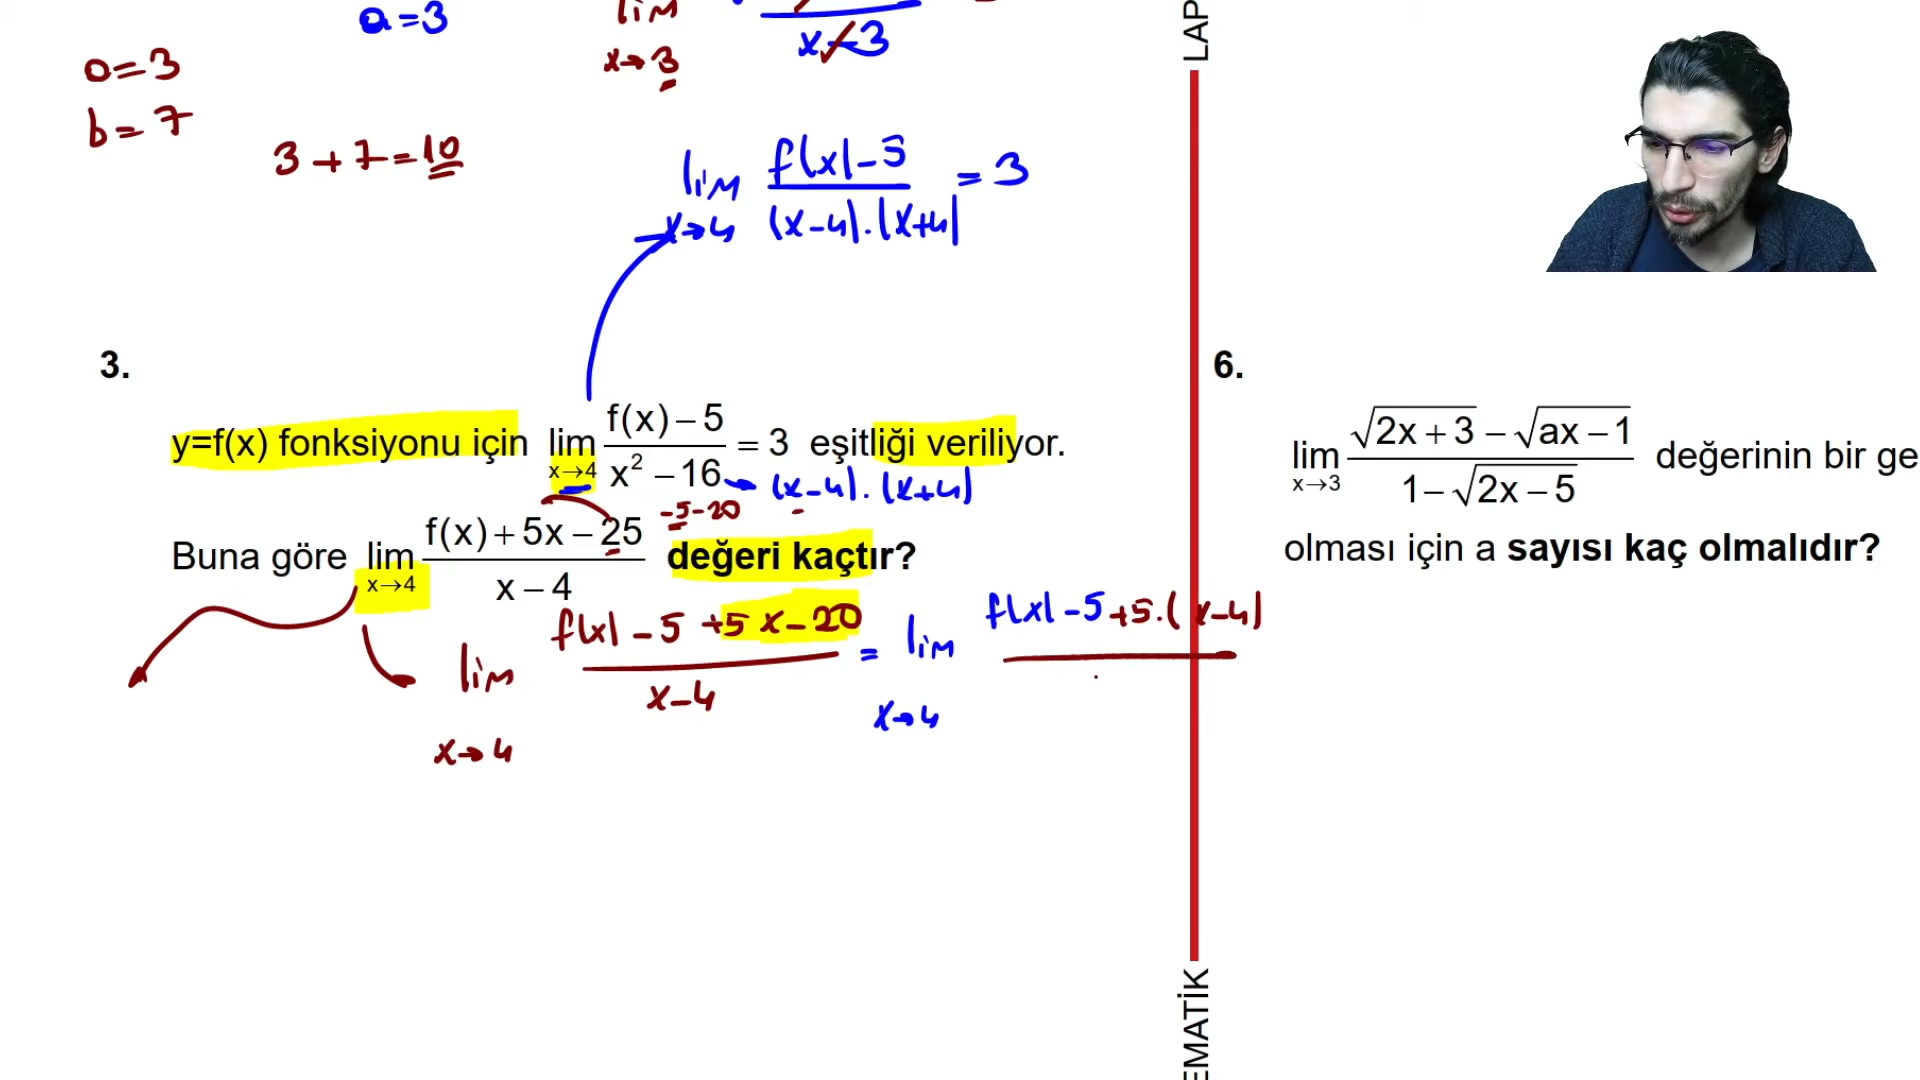 a=3
lim
x-3
x→3
a=3
b=7
3+7=10
lim f(x)-5 = 3
x→4 (x-4).(x+4)
3.
y=f(x) fonksiyonu için lim f(x)-5 = 3 eşitliği veriliyor.
x→4 x²-16 → (x-4).(x+4)
-5-20
Buna göre lim f(x)+5x-25 değeri kaçtır?
x→4 x-4
lim f(x)-5+5x-20 = lim f(x)-5+5.(x-4)
x→4 x-4 x→4
LAP
EMATİK
6.
lim √2x+3 - √ax-1 değerinin bir ge
x→3 1-√2x-5
olması için a sayısı kaç olmalıdır?